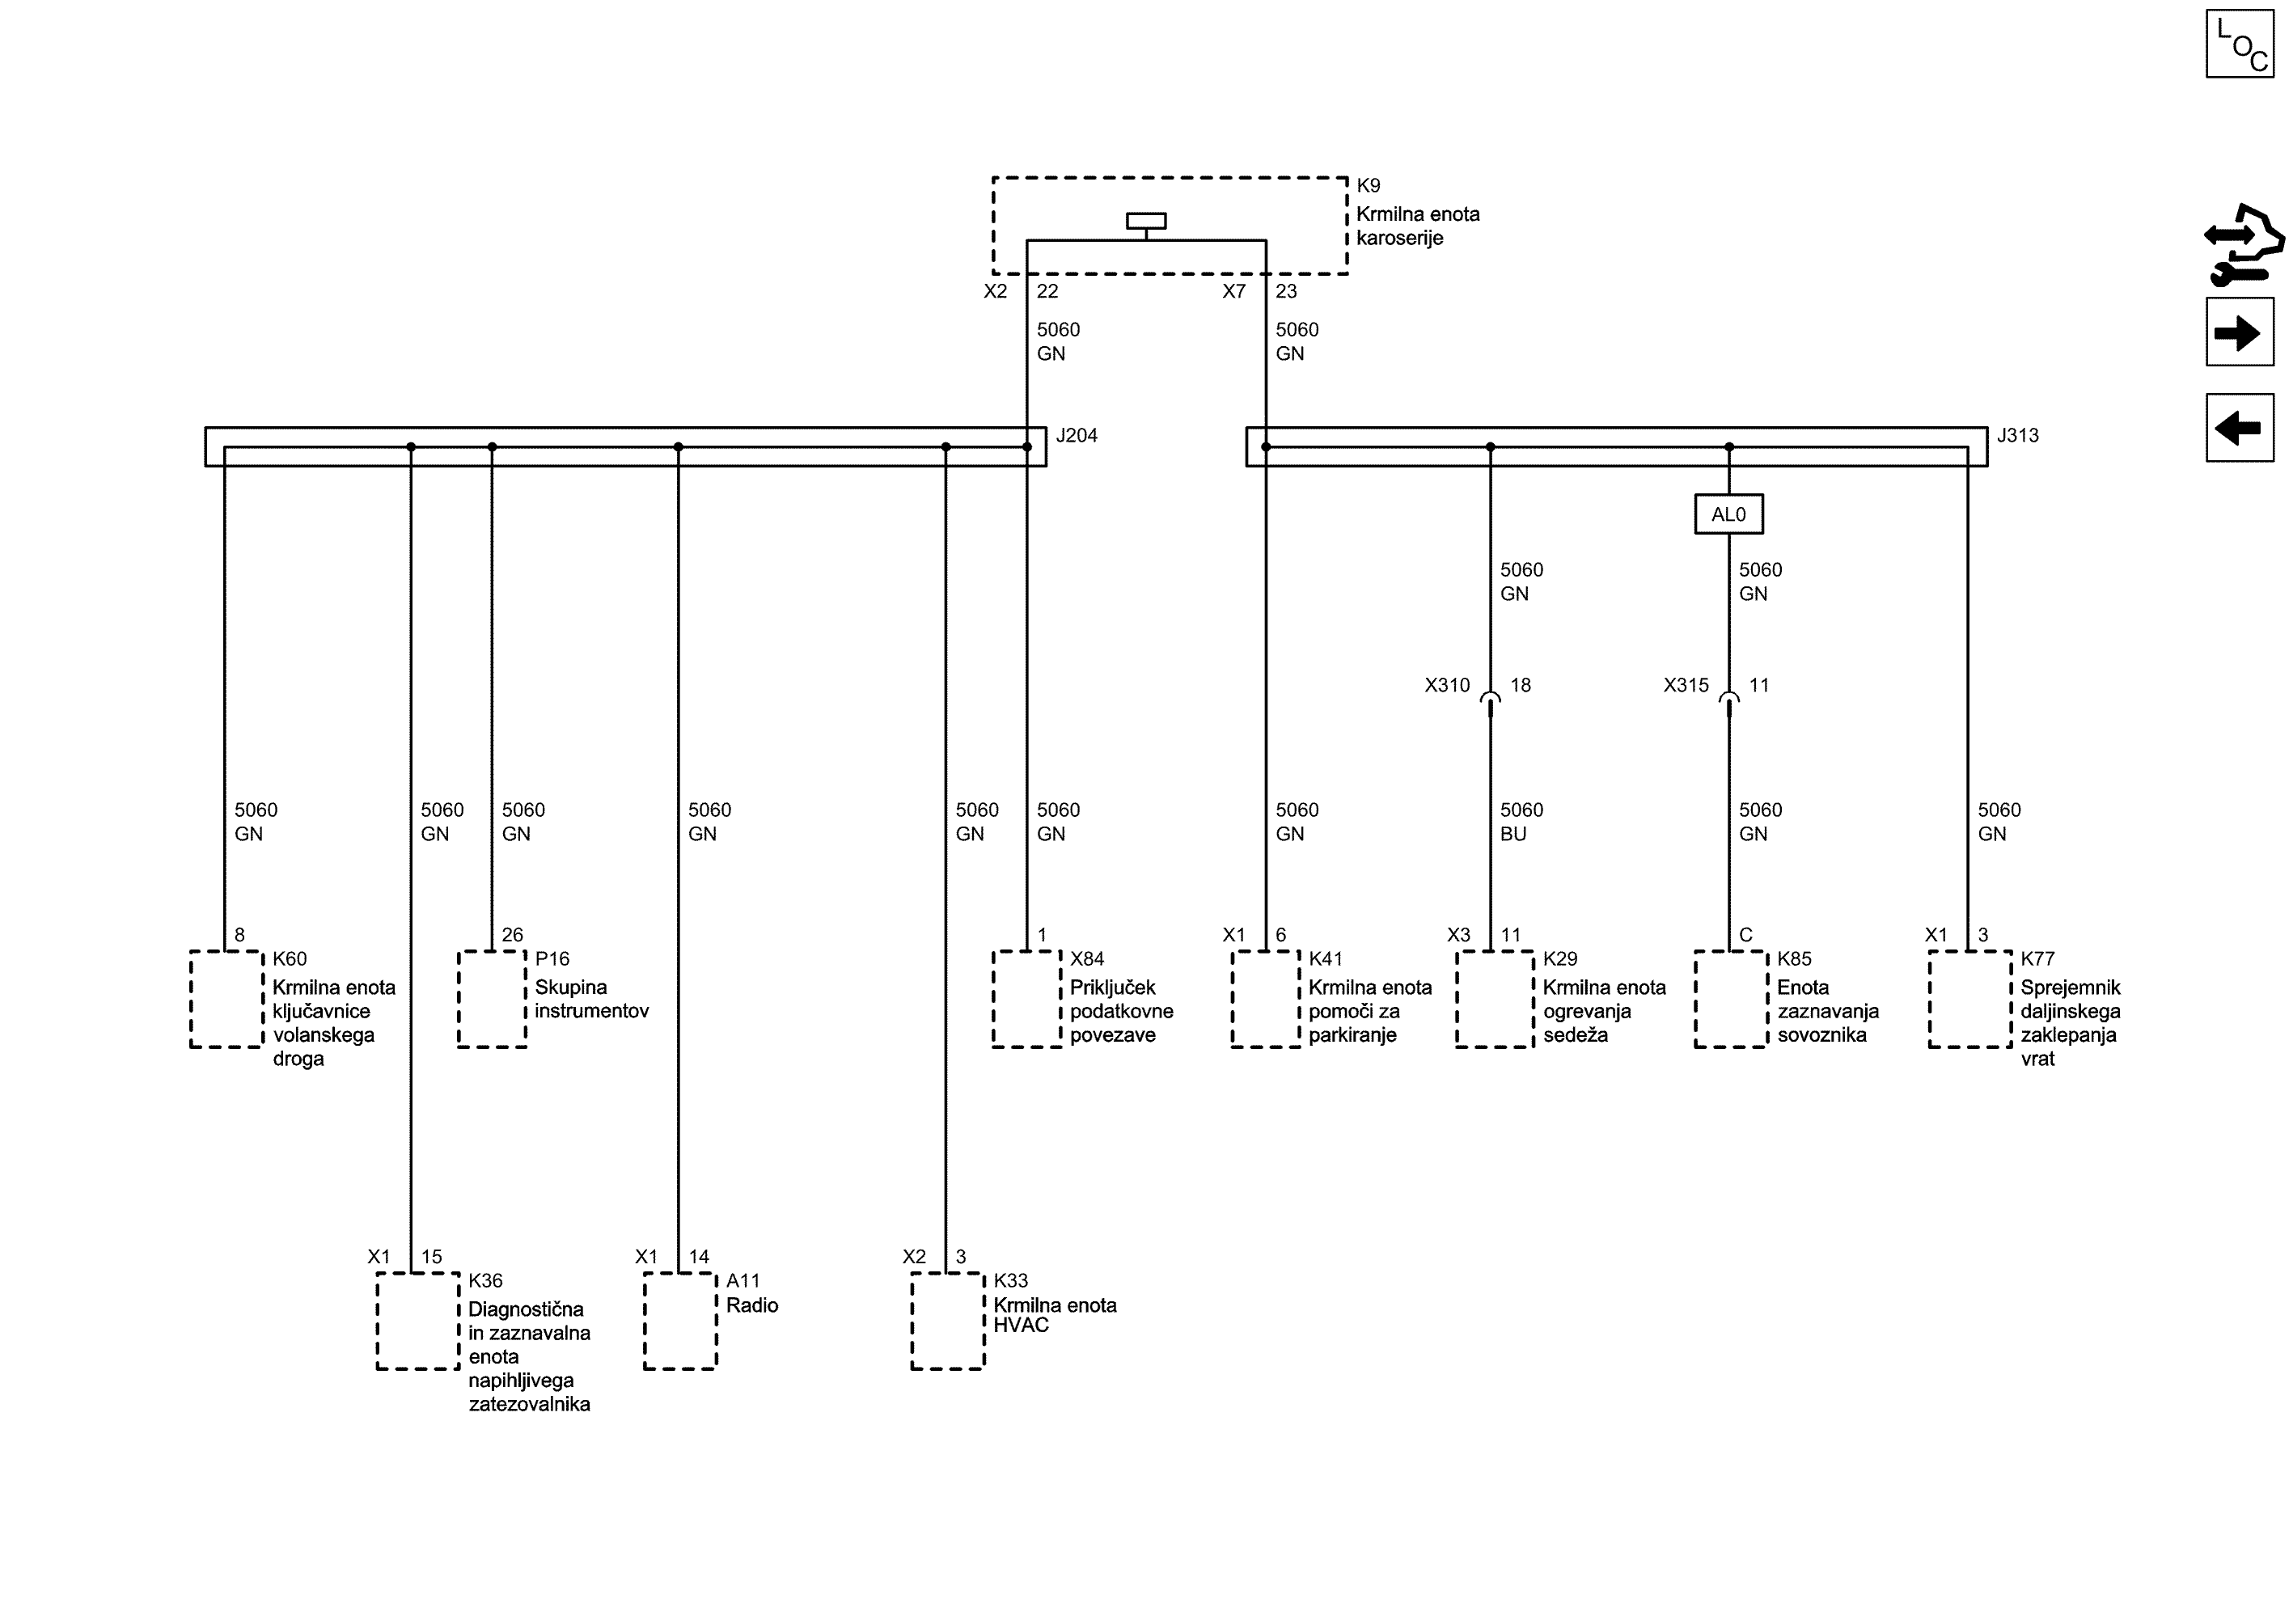 LOC
K9
Krmilna enota
karoserije
X2 22 X7 23
5060 5060
GN GN
J204 J313
AL0
5060 5060
GN GN
X310 18 X315 11
5060 5060 5060 5060 5060 5060 5060 5060 5060 5060
GN GN GN GN GN GN GN BU GN GN
8 26 1 X1 6 X3 11 C X1 3
K60
Krmilna enota
ključavnice
volanskega
droga
P16
Skupina
instrumentov
X84
Priključek
podatkovne
povezave
K41
Krmilna enota
pomoči za
parkiranje
K29
Krmilna enota
ogrevanja
sedeža
K85
Enota
zaznavanja
sovoznika
K77
Sprejemnik
daljinskega
zaklepanja
vrat
X1 15 X1 14 X2 3
K36
Diagnostična
in zaznavalna
enota
napihljivega
zatezovalnika
A11
Radio
K33
Krmilna enota
HVAC